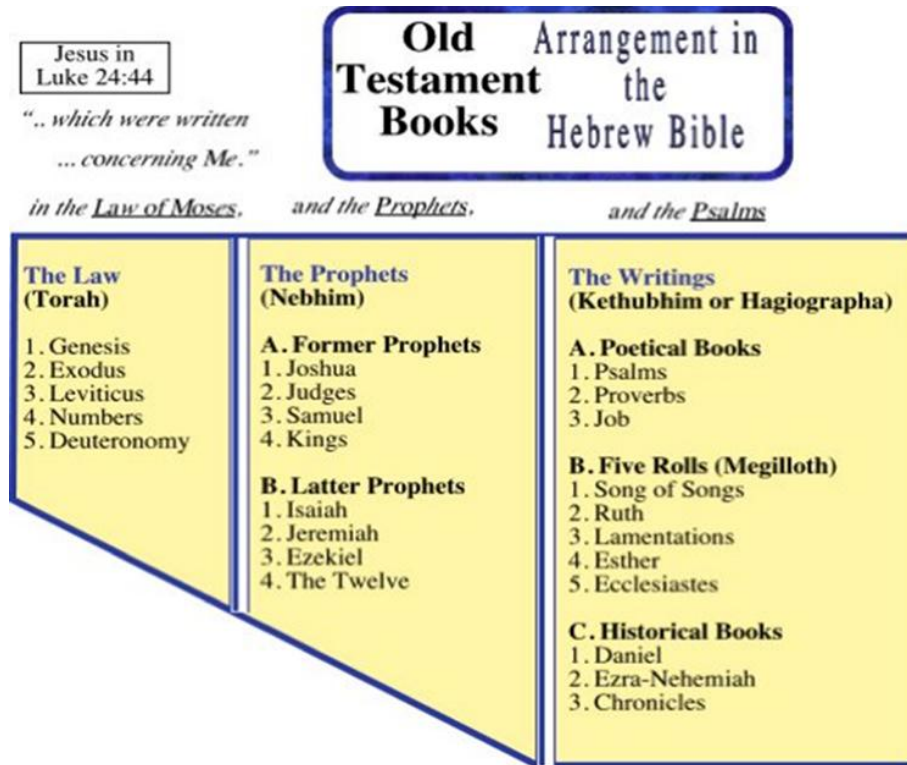 Jesus in
Luke 24:44
“.. which were written
... concerning Me.”
Old
Testament
Books
Arrangement in
the
Hebrew Bible
in the Law of Moses,
and the Prophets,
and the Psalms
The Law
(Torah)
1. Genesis
2. Exodus
3. Leviticus
4. Numbers
5. Deuteronomy
The Prophets
(Nebhim)
A. Former Prophets
1. Joshua
2. Judges
3. Samuel
4. Kings
B. Latter Prophets
1. Isaiah
2. Jeremiah
3. Ezekiel
4. The Twelve
The Writings
(Kethubhim or Hagiographa)
A. Poetical Books
1. Psalms
2. Proverbs
3. Job
B. Five Rolls (Megilloth)
1. Song of Songs
2. Ruth
3. Lamentations
4. Esther
5. Ecclesiastes
C. Historical Books
1. Daniel
2. Ezra-Nehemiah
3. Chronicles